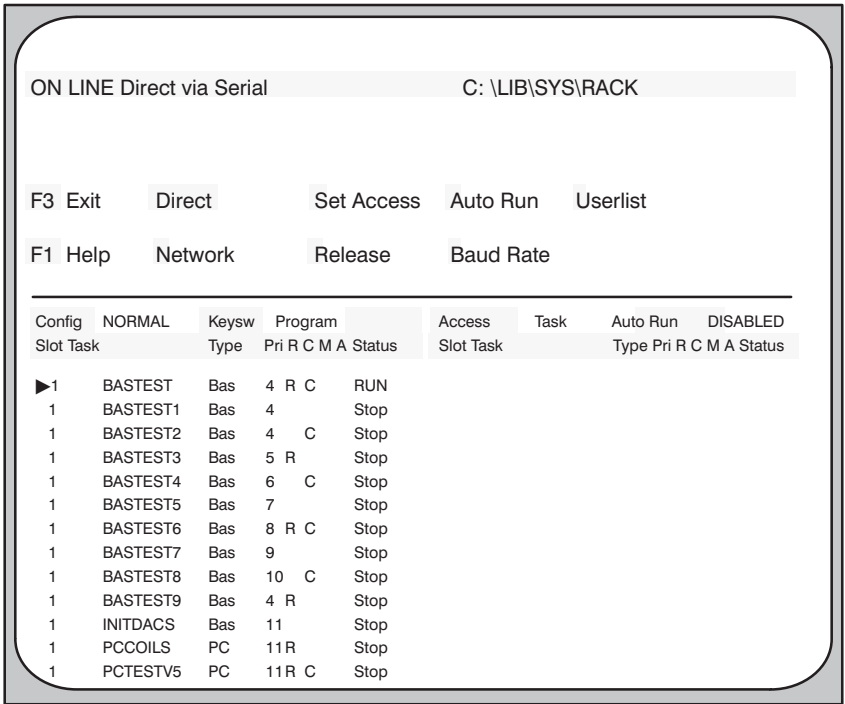 ON LINE Direct via Serial C: \LIB\SYS\RACK
F3 Exit Direct Set Access Auto Run Userlist
F1 Help Network Release Baud Rate
Config NORMAL Keysw Program Access Task Auto Run DISABLED
Slot Task Type Pri R C M A Status Slot Task Type Pri R C M A Status
▶1 BASTEST Bas 4 R C RUN
1 BASTEST1 Bas 4 Stop
1 BASTEST2 Bas 4 C Stop
1 BASTEST3 Bas 5 R Stop
1 BASTEST4 Bas 6 C Stop
1 BASTEST5 Bas 7 Stop
1 BASTEST6 Bas 8 R C Stop
1 BASTEST7 Bas 9 Stop
1 BASTEST8 Bas 10 C Stop
1 BASTEST9 Bas 4 R Stop
1 INITDACS Bas 11 Stop
1 PCCOILS PC 11 R Stop
1 PCTESTV5 PC 11 R C Stop